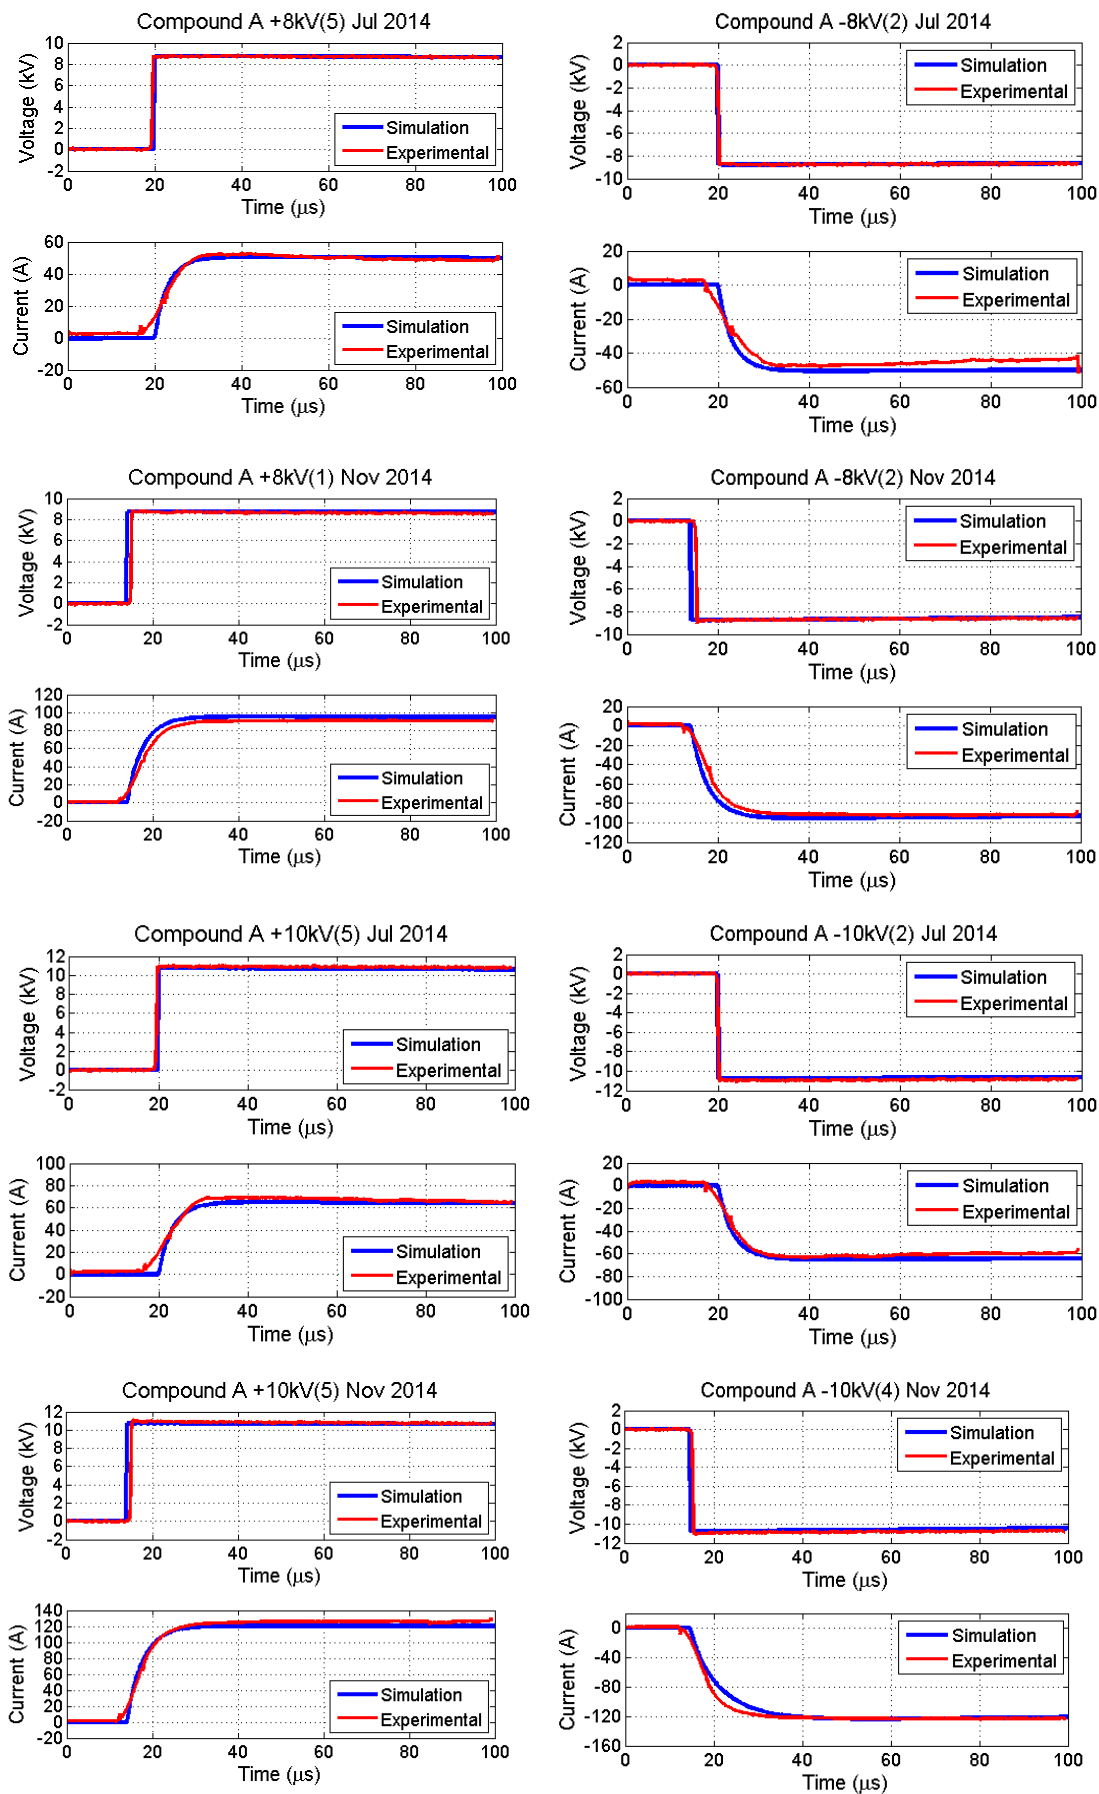 Compound A +8kV(5) Jul 2014
Voltage (kV)
10
8
6
4
2
0
-2
Simulation
Experimental
0 20 40 60 80 100
Time (μs)
Current (A)
60
40
20
0
-20
Simulation
Experimental
0 20 40 60 80 100
Time (μs)
Compound A -8kV(2) Jul 2014
Voltage (kV)
2
0
-2
-4
-6
-8
-10
Simulation
Experimental
0 20 40 60 80 100
Time (μs)
Current (A)
20
0
-20
-40
-60
Simulation
Experimental
0 20 40 60 80 100
Time (μs)
Compound A +8kV(1) Nov 2014
Voltage (kV)
10
8
6
4
2
0
-2
Simulation
Experimental
0 20 40 60 80 100
Time (μs)
Current (A)
120
100
80
60
40
20
0
-20
Simulation
Experimental
0 20 40 60 80 100
Time (μs)
Compound A -8kV(2) Nov 2014
Voltage (kV)
2
0
-2
-4
-6
-8
-10
Simulation
Experimental
0 20 40 60 80 100
Time (μs)
Current (A)
20
0
-20
-40
-60
-80
-100
-120
Simulation
Experimental
0 20 40 60 80 100
Time (μs)
Compound A +10kV(5) Jul 2014
Voltage (kV)
12
10
8
6
4
2
0
-2
Simulation
Experimental
0 20 40 60 80 100
Time (μs)
Current (A)
100
80
60
40
20
0
-20
Simulation
Experimental
0 20 40 60 80 100
Time (μs)
Compound A -10kV(2) Jul 2014
Voltage (kV)
2
0
-2
-4
-6
-8
-10
-12
Simulation
Experimental
0 20 40 60 80 100
Time (μs)
Current (A)
20
0
-20
-40
-60
-80
-100
Simulation
Experimental
0 20 40 60 80 100
Time (μs)
Compound A +10kV(5) Nov 2014
Voltage (kV)
12
10
8
6
4
2
0
-2
Simulation
Experimental
0 20 40 60 80 100
Time (μs)
Current (A)
140
120
100
80
60
40
20
0
-20
Simulation
Experimental
0 20 40 60 80 100
Time (μs)
Compound A -10kV(4) Nov 2014
Voltage (kV)
2
0
-2
-4
-6
-8
-10
-12
Simulation
Experimental
0 20 40 60 80 100
Time (μs)
Current (A)
0
-40
-80
-120
-160
Simulation
Experimental
0 20 40 60 80 100
Time (μs)